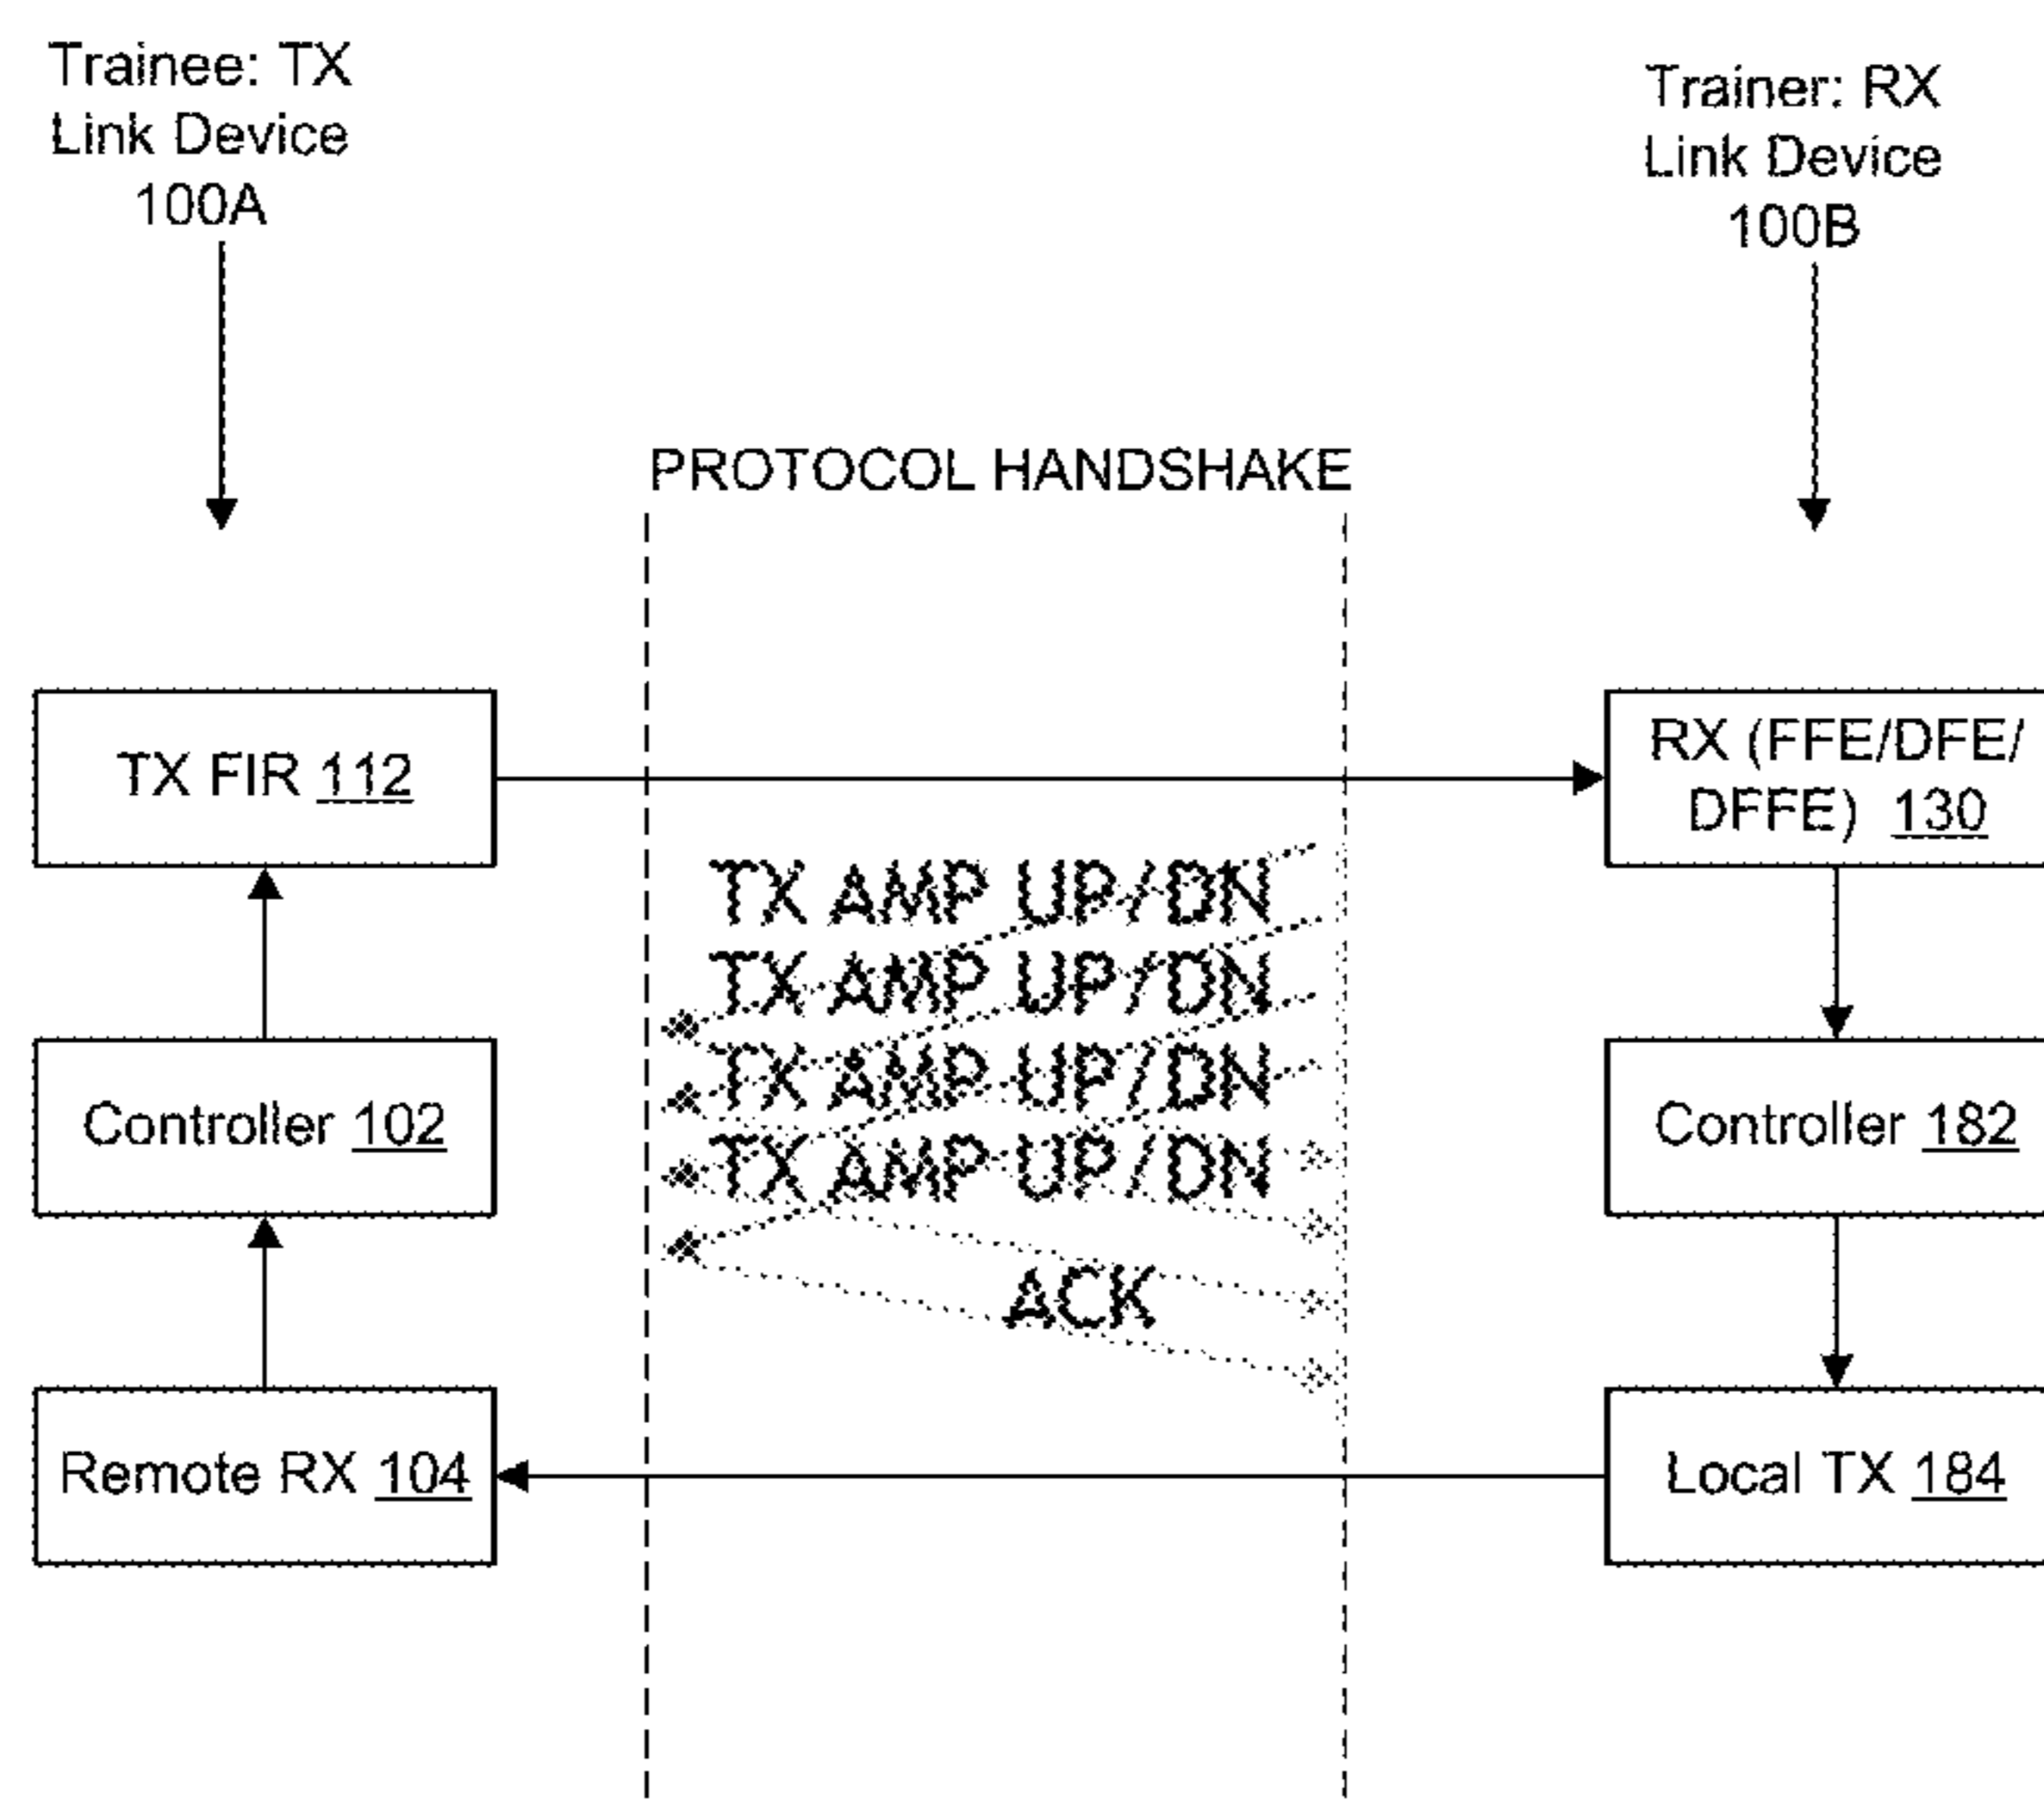 Trainee: TX
Link Device
100A
Trainer: RX
Link Device
100B
PROTOCOL HANDSHAKE
TX FIR 112
RX (FFE/DFE/
DFFE) 130
TX AMP UP/DN
TX AMP UP/DN
TX AMP UP/DN
TX AMP UP/DN
Controller 102
Controller 182
ACK
Remote RX 104
Local TX 184